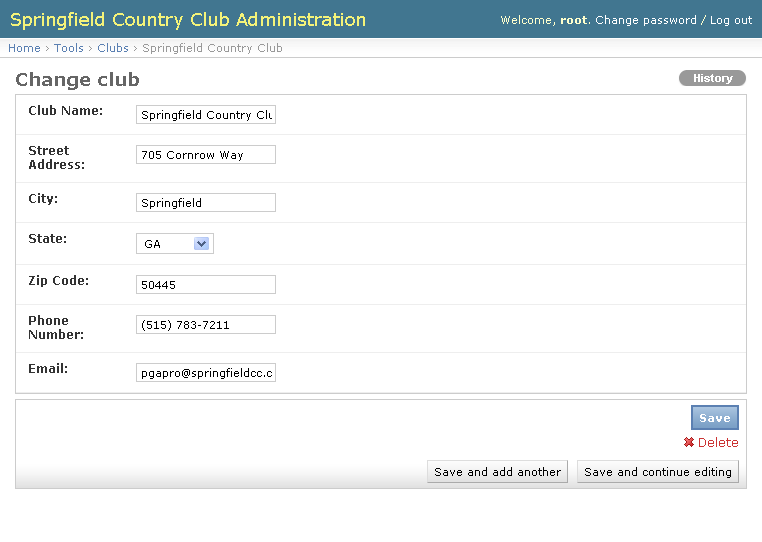 Springfield Country Club Administration
Welcome, root. Change password / Log out
Home › Tools › Clubs › Springfield Country Club
Change club
History
Club Name: Springfield Country Clu
Street Address: 705 Cornrow Way
City: Springfield
State: GA
Zip Code: 50445
Phone Number: (515) 783-7211
Email: pgapro@springfieldcc.c
Save
Delete
Save and add another
Save and continue editing